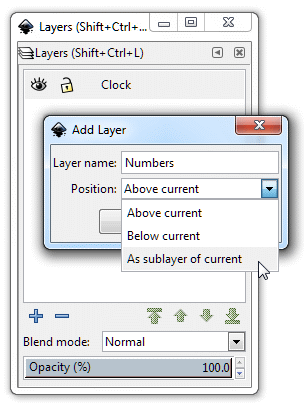 Layers (Shift+Ctrl+...
Layers (Shift+Ctrl+L)
Clock
Add Layer
Layer name: Numbers
Position: Above current
Above current
Below current
As sublayer of current
Blend mode: Normal
Opacity (%) 100.0